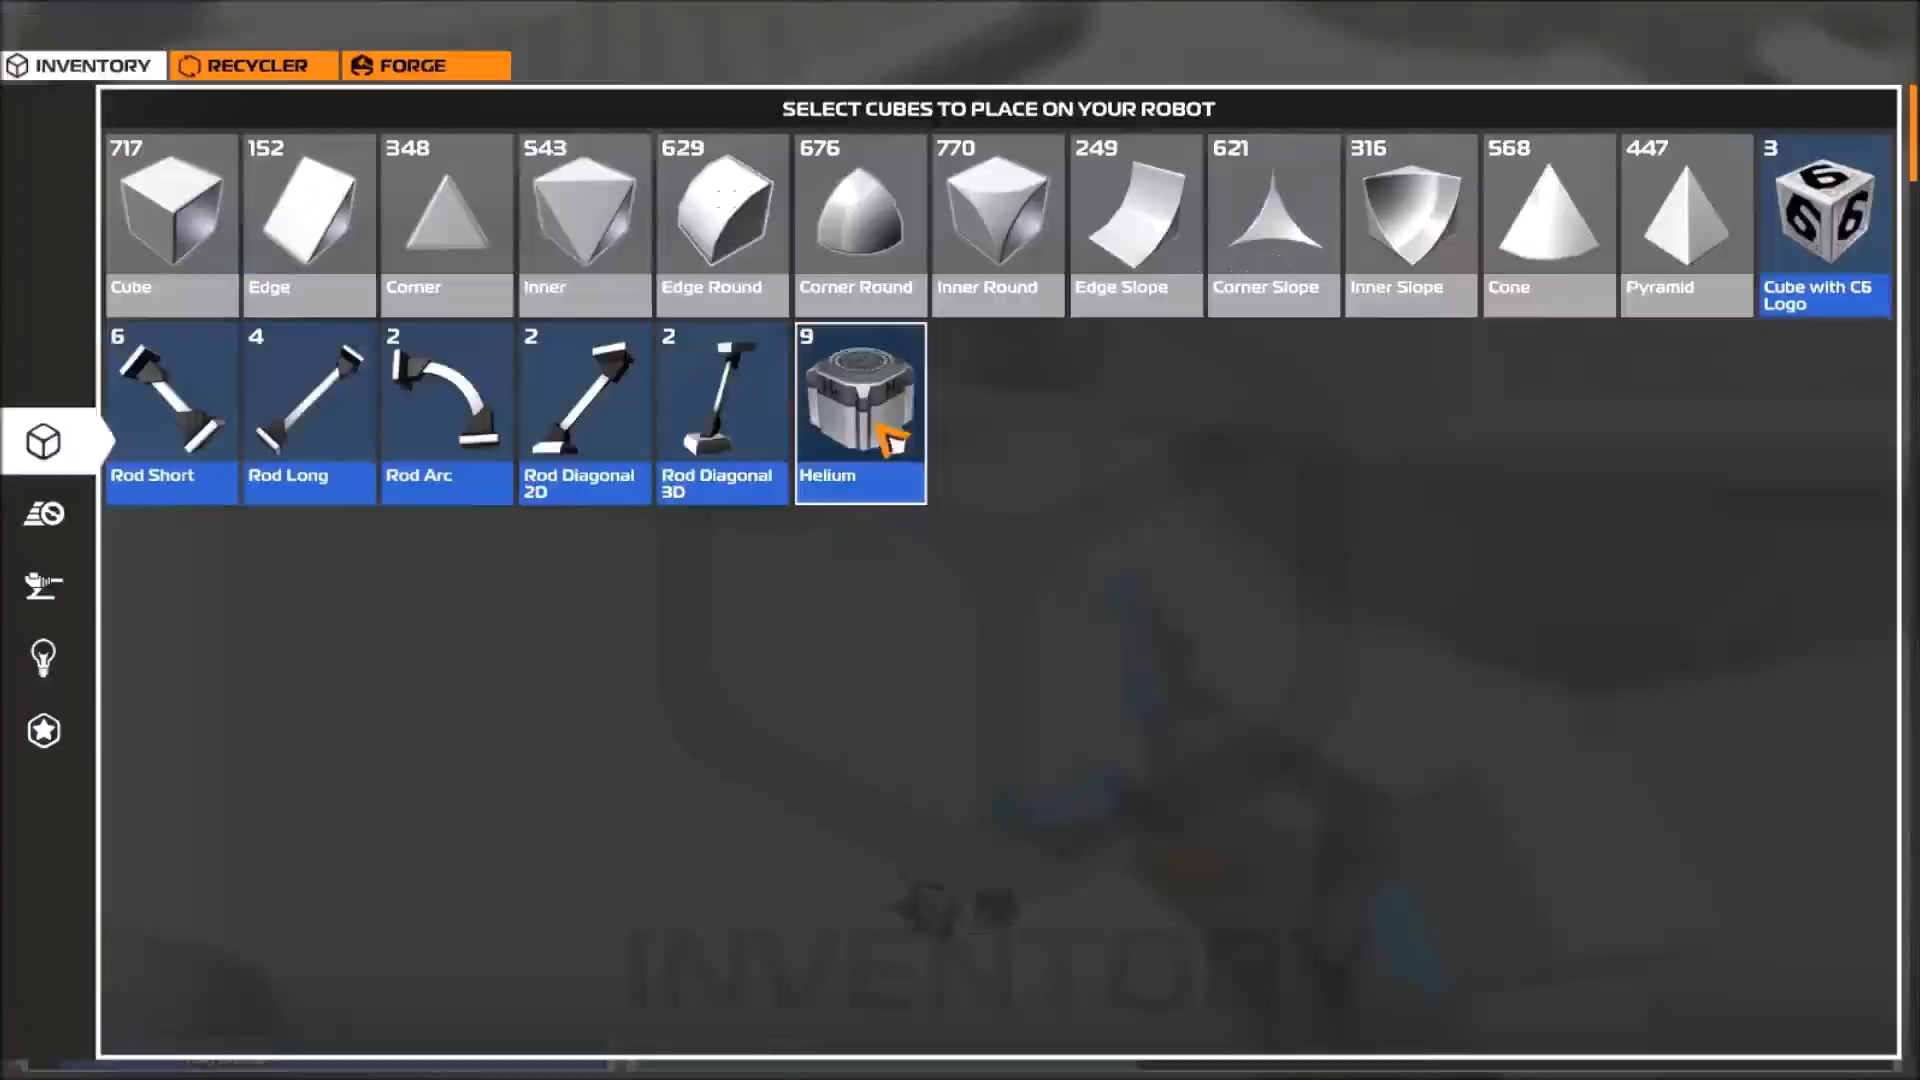 INVENTORY
RECYCLER
FORGE
SELECT CUBES TO PLACE ON YOUR ROBOT
717
152
348
543
629
676
770
249
621
316
568
447
3
6 6 6
Cube
Edge
Corner
Inner
Edge Round
Corner Round
Inner Round
Edge Slope
Corner Slope
Inner Slope
Cone
Pyramid
Cube with C6
Logo
6
4
2
2
2
9
Rod Short
Rod Long
Rod Arc
Rod Diagonal
2D
Rod Diagonal
3D
Helium
INVENTORY